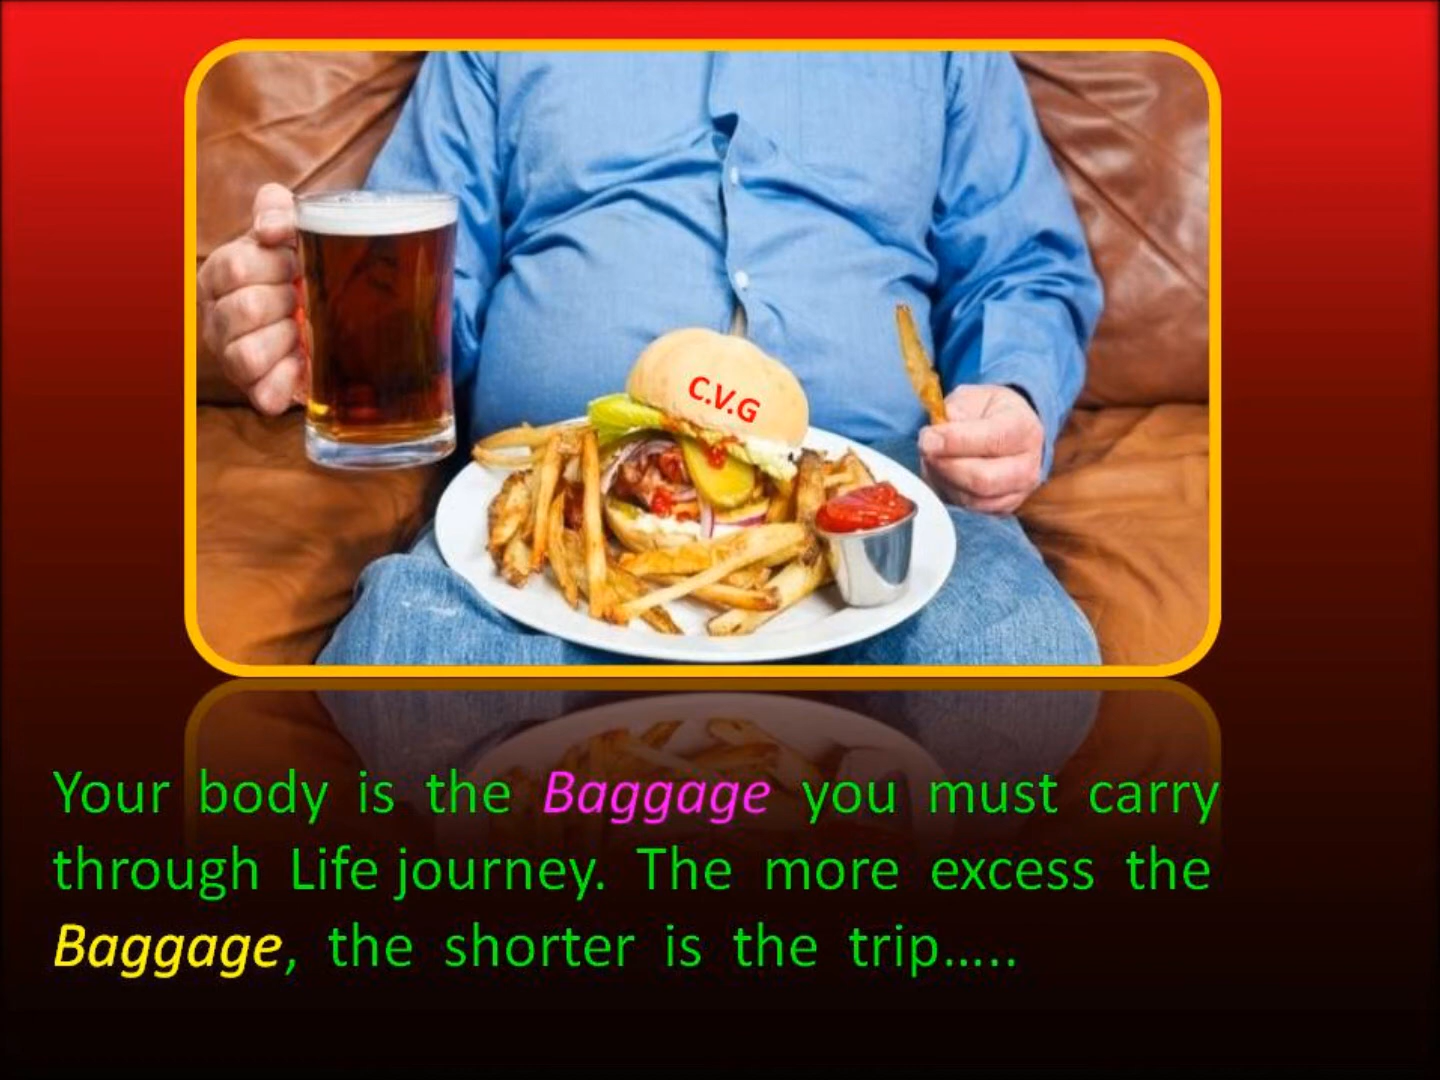 C.V.G
Your body is the Baggage you must carry
through Life journey. The more excess the
Baggage, the shorter is the trip.....